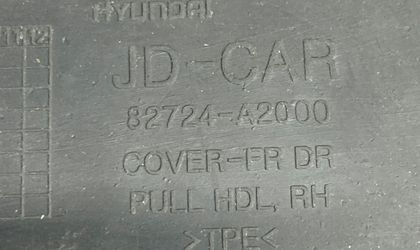 HYUNDAI
JD-CAR
82724-A2000
COVER-FR DR
PULL HDL, RH
>TPE<